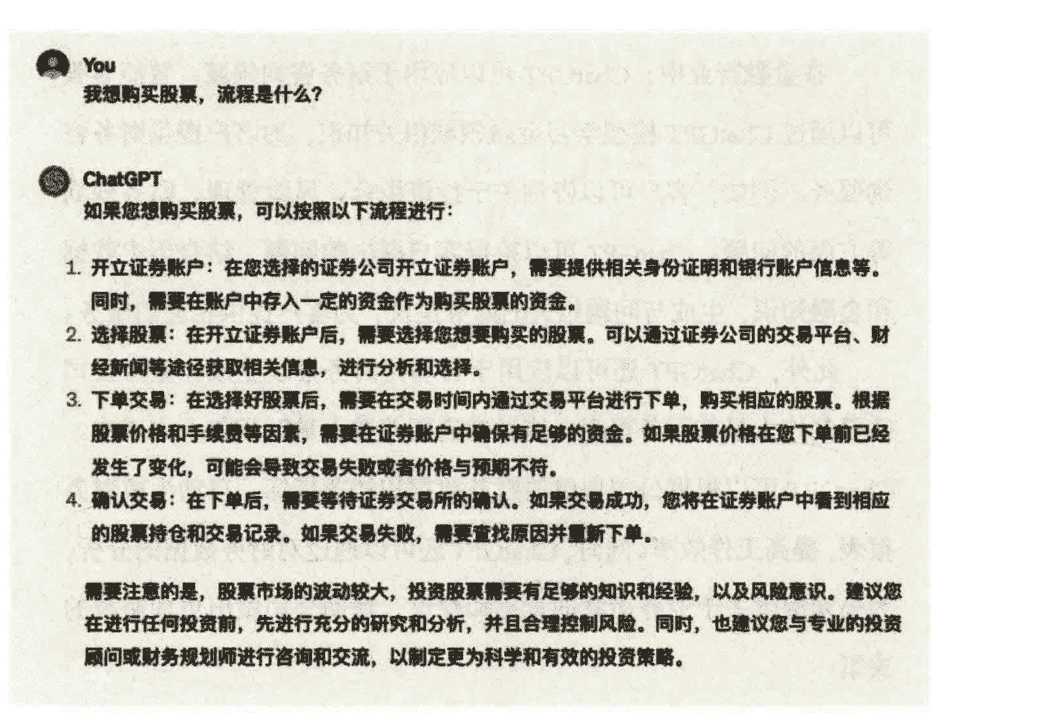 You
我想购买股票，流程是什么？
ChatGPT
如果您想购买股票，可以按照以下流程进行：
1. 开立证券账户：在您选择的证券公司开立证券账户，需要提供相关身份证明和银行账户信息等。
同时，需要在账户中存入一定的资金作为购买股票的资金。
2. 选择股票：在开立证券账户后，需要选择您想要购买的股票。可以通过证券公司的交易平台、财
经新闻等途径获取相关信息，进行分析和选择。
3. 下单交易：在选择好股票后，需要在交易时间内通过交易平台进行下单，购买相应的股票。根据
股票价格和手续费等因素，需要在证券账户中确保有足够的资金。如果股票价格在您下单前已经
发生了变化，可能会导致交易失败或者价格与预期不符。
4. 确认交易：在下单后，需要等待证券交易所的确认。如果交易成功，您将在证券账户中看到相应
的股票持仓和交易记录。如果交易失败，需要查找原因并重新下单。
需要注意的是，股票市场的波动较大，投资股票需要有足够的知识和经验，以及风险意识。建议您
在进行任何投资前，先进行充分的研究和分析，并且合理控制风险。同时，也建议您与专业的投资
顾问或财务规划师进行咨询和交流，以制定更为科学和有效的投资策略。